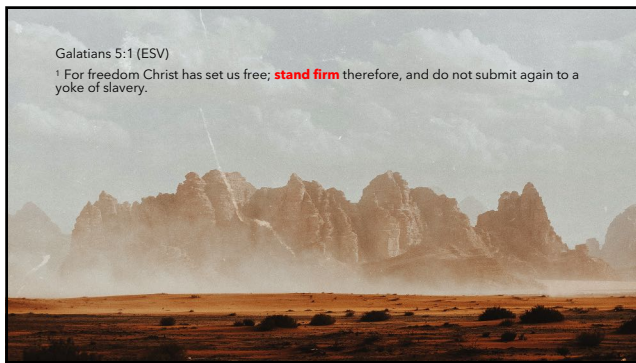 Galatians 5:1 (ESV)
1 For freedom Christ has set us free; stand firm therefore, and do not submit again to a
yoke of slavery.